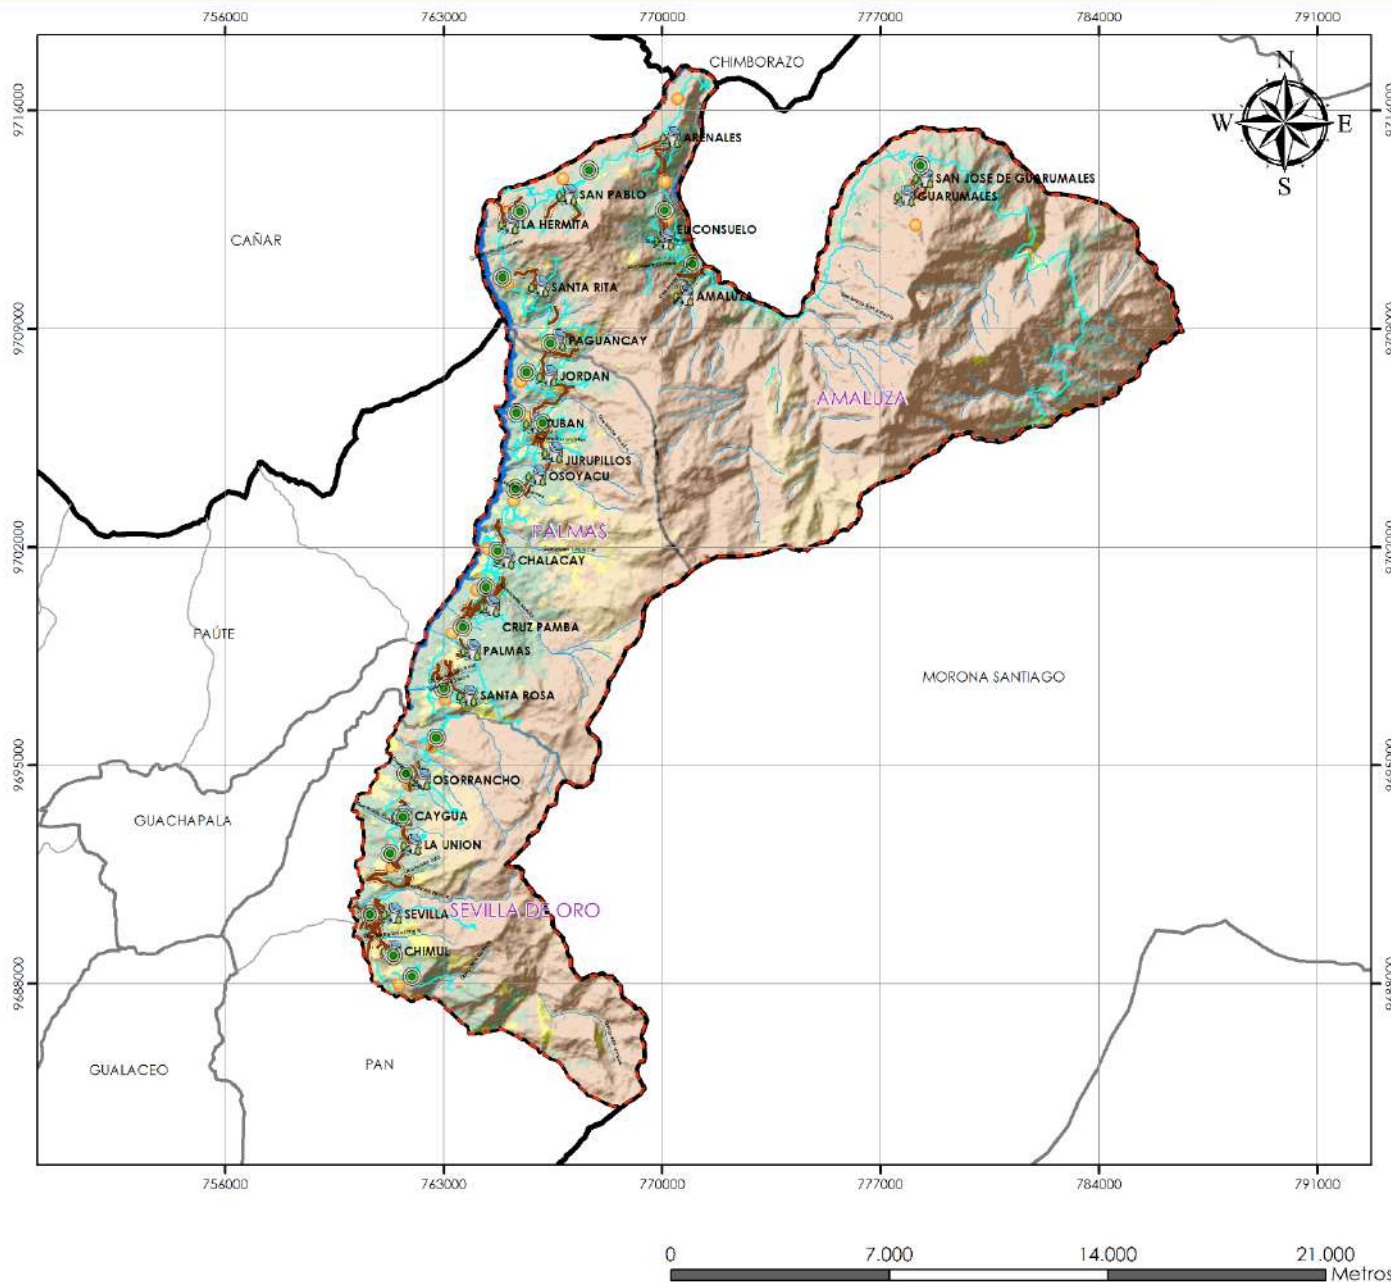 756000 763000 770000 777000 784000 791000
CHIMBORAZO
N
9716000
W E
ARENALES
S
SAN JOSE DE GUARUMALES
SAN PABLO
GUARUMALES
LA HERMITA
EL CONSUELO
CAÑAR
SANTA RITA
AMALUZA
9709000
PAGUANCAY
JORDAN
AMALUZA
TUBAN
JURUPILLOS
OSOYACU
PALMAS
9702000
CHALACAY
CRUZ PAMBA
PAÚTE
PALMAS
MORONA SANTIAGO
SANTA ROSA
9695000
OSORRANCHO
GUACHAPALA
CAYGUA
LA UNION
SEVILLA
SEVILLA DE ORO
CHIMUL
9688000
GUALACEO
PAN
756000 763000 770000 777000 784000 791000
0 7.000 14.000 21.000
Metros